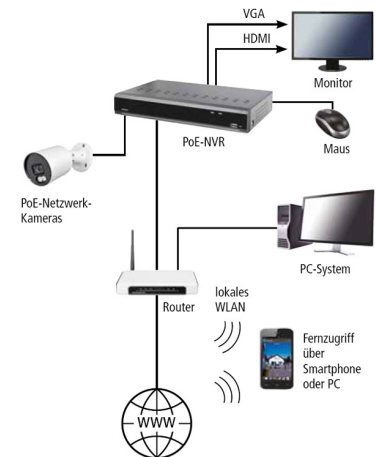 VGA
HDMI
Monitor
PoE-NVR
Maus
PoE-Netzwerk-
Kameras
PC-System
Router
lokales
WLAN
Fernzugriff
über
Smartphone
oder PC
WWW